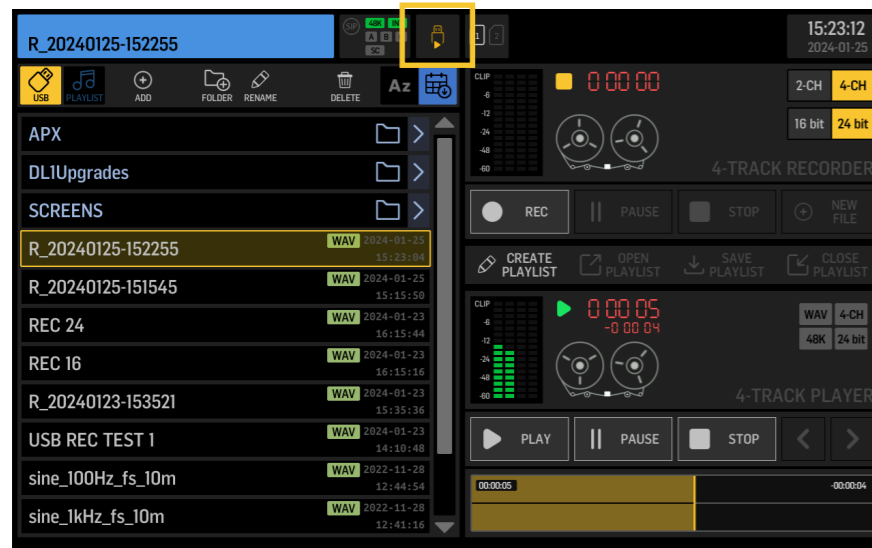 R_20240125-152255
SIP 48K INT
A B
SC
1 2
15:23:12
2024-01-25
USB PLAYLIST ADD FOLDER RENAME DELETE Az
APX
DL1Upgrades
SCREENS
R_20240125-152255 WAV 2024-01-25
15:23:04
R_20240125-151545 WAV 2024-01-25
15:15:50
REC 24 WAV 2024-01-23
16:15:44
REC 16 WAV 2024-01-23
16:15:16
R_20240123-153521 WAV 2024-01-23
15:35:36
USB REC TEST 1 WAV 2024-01-23
14:10:48
sine_100Hz_fs_10m WAV 2022-11-28
12:44:54
sine_1kHz_fs_10m WAV 2022-11-28
12:41:16
CLIP
-6
-12
-24
-48
-60
0 00 00
2-CH 4-CH
16 bit 24 bit
4-TRACK RECORDER
REC PAUSE STOP NEW
FILE
CREATE
PLAYLIST
OPEN
PLAYLIST
SAVE
PLAYLIST
CLOSE
PLAYLIST
CLIP
-6
-12
-24
-48
-60
0 00 05
-0 00 04
WAV 4-CH
48K 24 bit
4-TRACK PLAYER
PLAY PAUSE STOP
00:00:05 -00:00:04